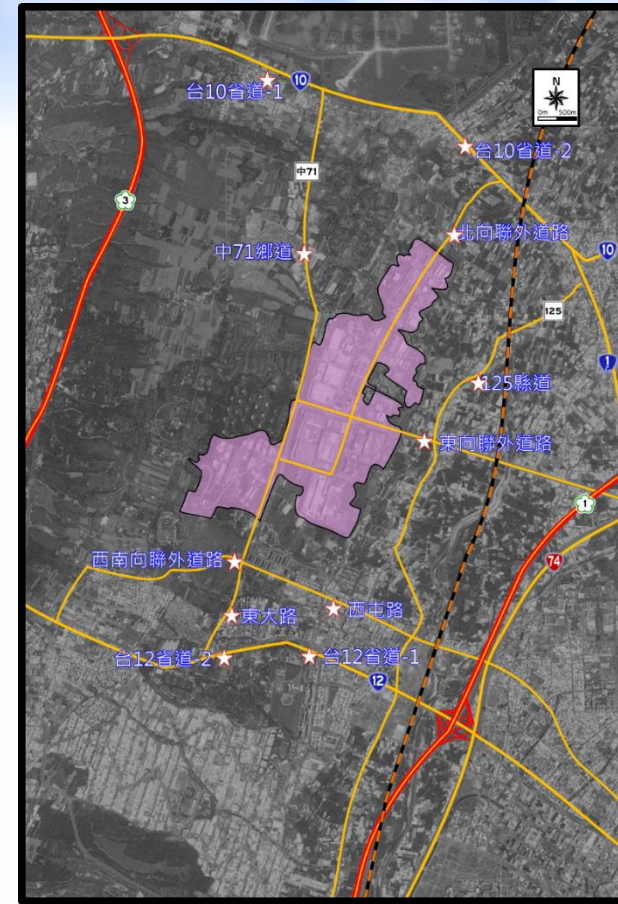 台10省道-1
10
N
0m 500m
台10省道-2
中71
3
北向聯外道路
中71鄉道
10
125
1
125縣道
東向聯外道路
1
74
西南向聯外道路
西屯路
東大路
台12省道-2
台12省道-1
12